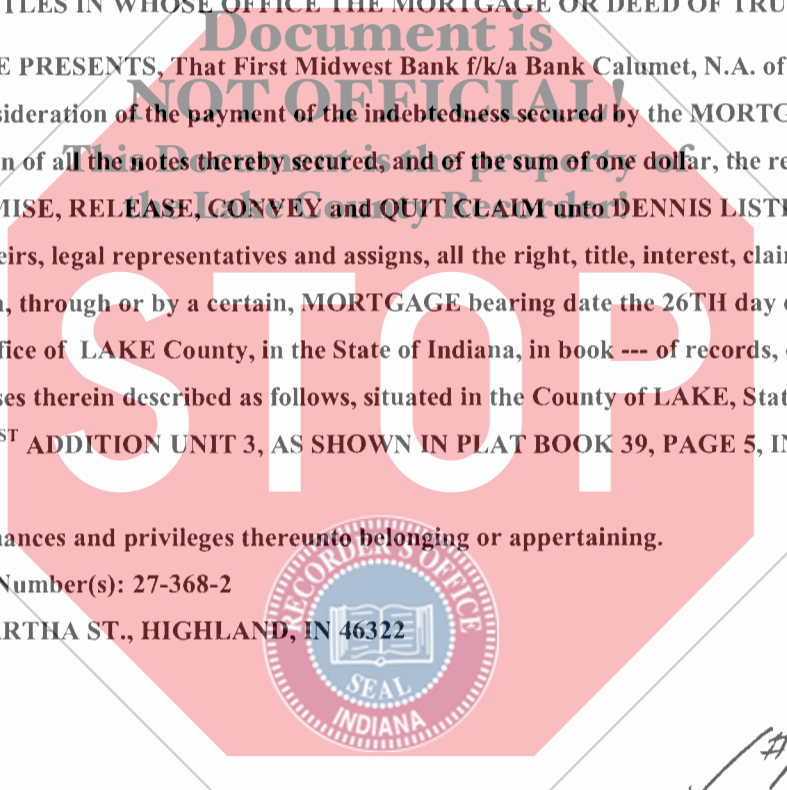 TLES IN WHOSE OFFICE THE MORTGAGE OR DEED OF TRU
Document is
E PRESENTS, That First Midwest Bank f/k/a Bank Calumet, N.A. of
NOT OFFICIAL!
sideration of the payment of the indebtedness secured by the MORTG
This Document is the property of
n of all the notes thereby secured, and of the sum of one dollar, the re
the Lake County Recorder!
MISE, RELEASE, CONVEY and QUIT CLAIM unto DENNIS LISTE
eirs, legal representatives and assigns, all the right, title, interest, clai
, through or by a certain, MORTGAGE bearing date the 26TH day
fice of LAKE County, in the State of Indiana, in book --- of records,
ses therein described as follows, situated in the County of LAKE, Stat
ST ADDITION UNIT 3, AS SHOWN IN PLAT BOOK 39, PAGE 5, IN
STOP
nances and privileges thereunto belonging or appertaining.
Number(s): 27-368-2
RTHA ST., HIGHLAND, IN 46322
RECORDER'S OFFICE
SEAL
INDIANA